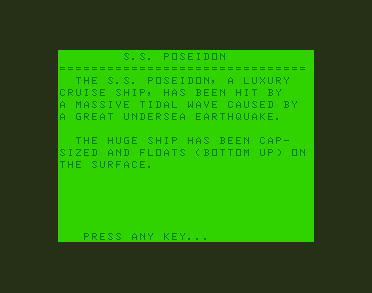 S.S. POSEIDON
==============================
THE S.S. POSEIDON, A LUXURY
CRUISE SHIP, HAS BEEN HIT BY
A MASSIVE TIDAL WAVE CAUSED BY
A GREAT UNDERSEA EARTHQUAKE.
THE HUGE SHIP HAS BEEN CAP-
SIZED AND FLOATS (BOTTOM UP) ON
THE SURFACE.
PRESS ANY KEY...